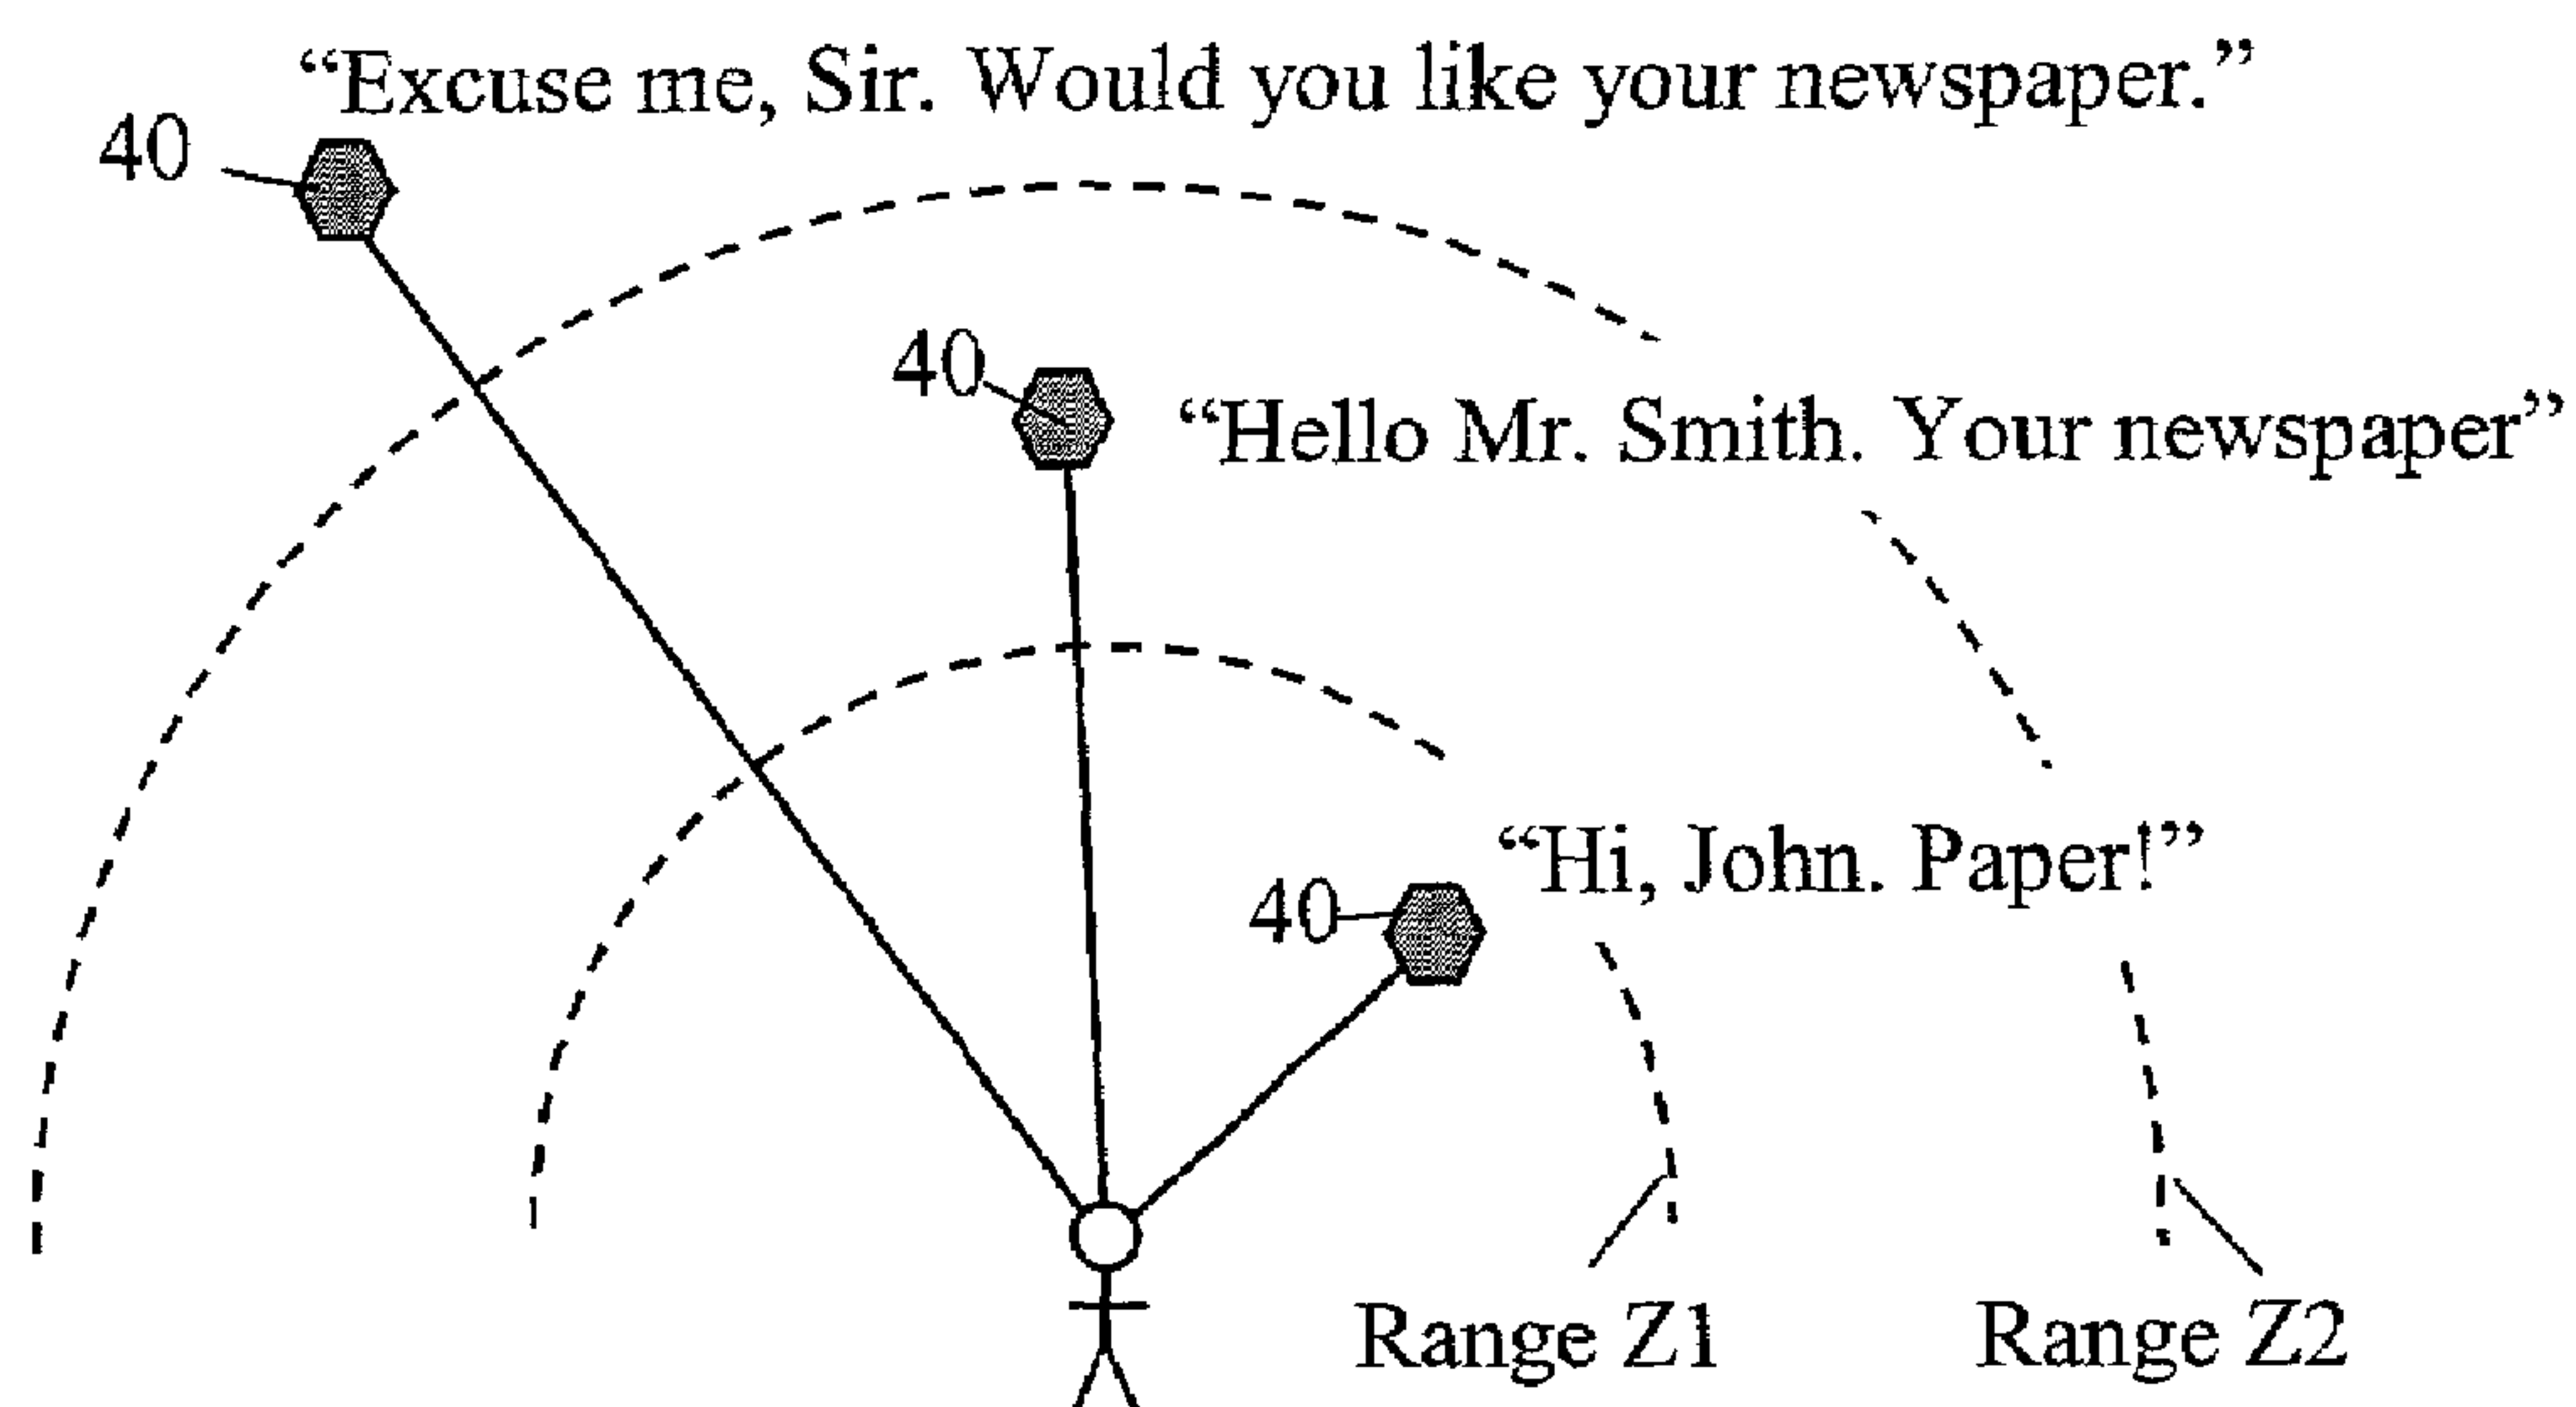 “Excuse me, Sir. Would you like your newspaper.”
40
40
“Hello Mr. Smith. Your newspaper”
“Hi, John. Paper!”
40
Range Z1
Range Z2